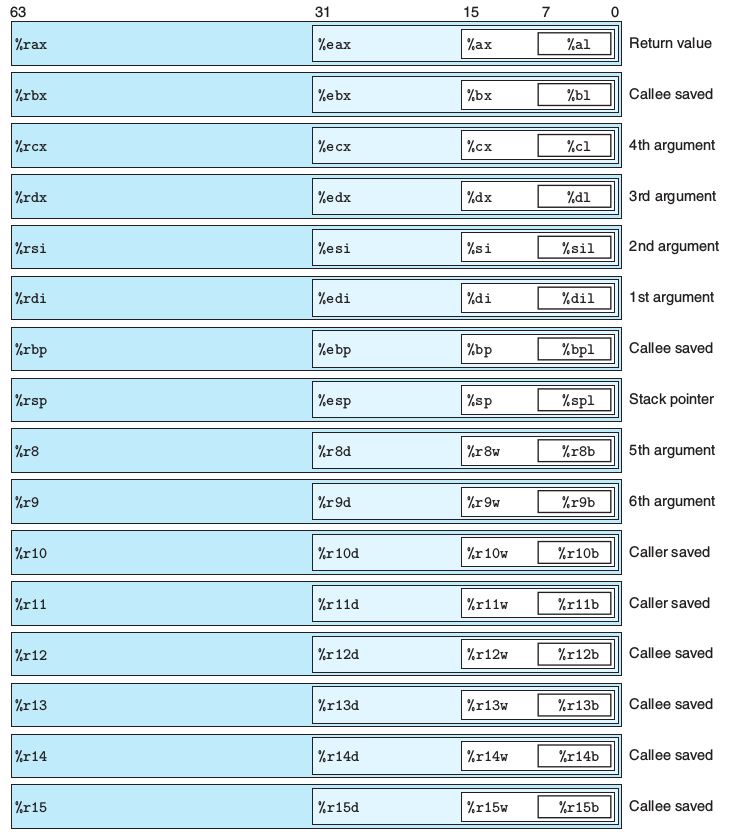 63 31 15 7 0
%rax %eax %ax %al Return value
%rbx %ebx %bx %bl Callee saved
%rcx %ecx %cx %cl 4th argument
%rdx %edx %dx %dl 3rd argument
%rsi %esi %si %sil 2nd argument
%rdi %edi %di %dil 1st argument
%rbp %ebp %bp %bpl Callee saved
%rsp %esp %sp %spl Stack pointer
%r8 %r8d %r8w %r8b 5th argument
%r9 %r9d %r9w %r9b 6th argument
%r10 %r10d %r10w %r10b Caller saved
%r11 %r11d %r11w %r11b Caller saved
%r12 %r12d %r12w %r12b Callee saved
%r13 %r13d %r13w %r13b Callee saved
%r14 %r14d %r14w %r14b Callee saved
%r15 %r15d %r15w %r15b Callee saved